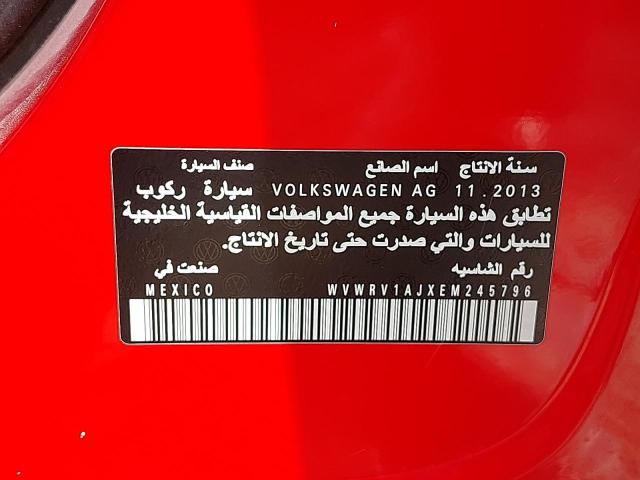 سنة الانتاج اسم الصانع صنف السيارة
11.2013 VOLKSWAGEN AG سيارة ركوب
تطابق هذه السيارة جميع المواصفات القياسية الخليجية
للسيارات والتي صدرت حتى تاريخ الانتاج.
رقم الشاسيه صنعت في
WVWRV1AJXEM245796 MEXICO